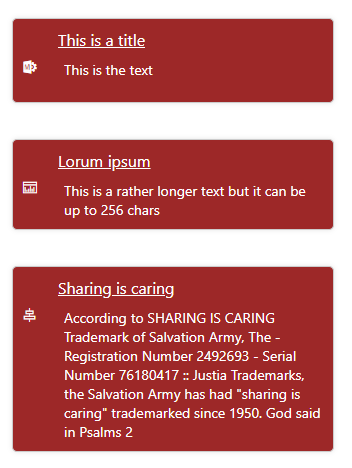 This is a title
This is the text
Lorum ipsum
This is a rather longer text but it can be
up to 256 chars
Sharing is caring
According to SHARING IS CARING
Trademark of Salvation Army, The -
Registration Number 2492693 - Serial
Number 76180417 :: Justia Trademarks,
the Salvation Army has had "sharing is
caring" trademarked since 1950. God said
in Psalms 2